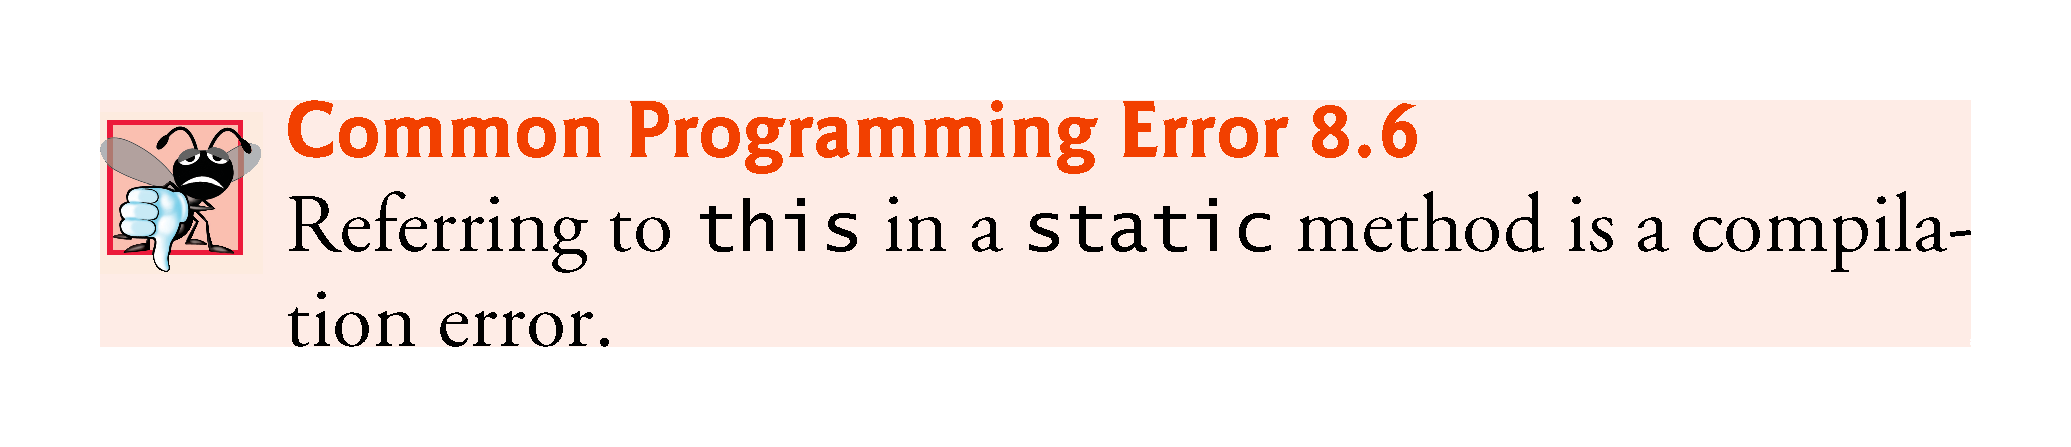 Common Programming Error 8.6
Referring to this in a static method is a compila-
tion error.